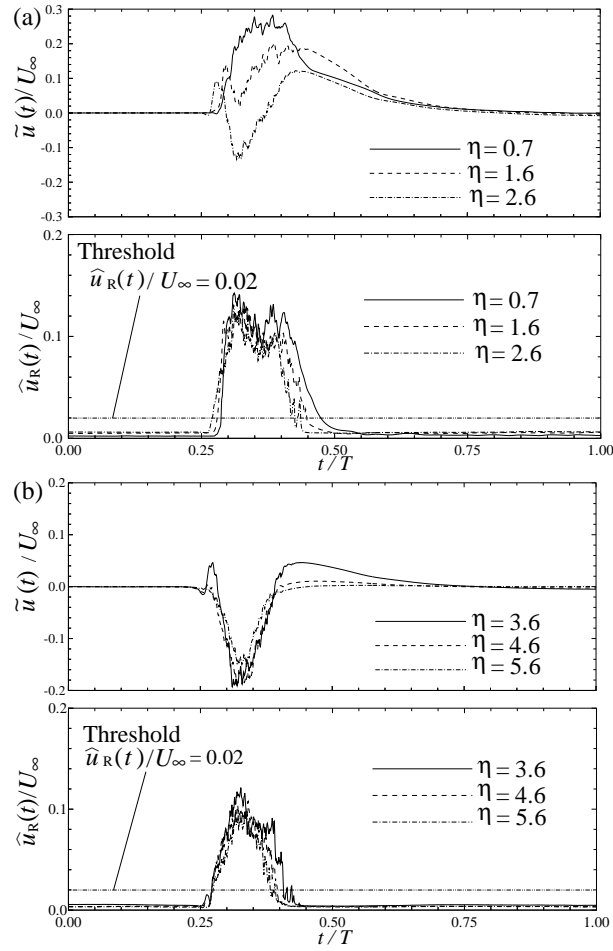 (a)
0.3
0.2
0.1
0.0
-0.1
-0.2
-0.3
ũ(t)/U∞
η = 0.7
η = 1.6
η = 2.6
Threshold
û_R(t)/U∞ = 0.02
0.2
0.1
0.0
û_R(t)/U∞
η = 0.7
η = 1.6
η = 2.6
0.00 0.25 0.50 0.75 1.00
t/T
(b)
0.2
0.1
0.0
-0.1
-0.2
ũ(t)/U∞
η = 3.6
η = 4.6
η = 5.6
Threshold
û_R(t)/U∞ = 0.02
0.2
0.1
0.0
û_R(t)/U∞
η = 3.6
η = 4.6
η = 5.6
0.00 0.25 0.50 0.75 1.00
t/T